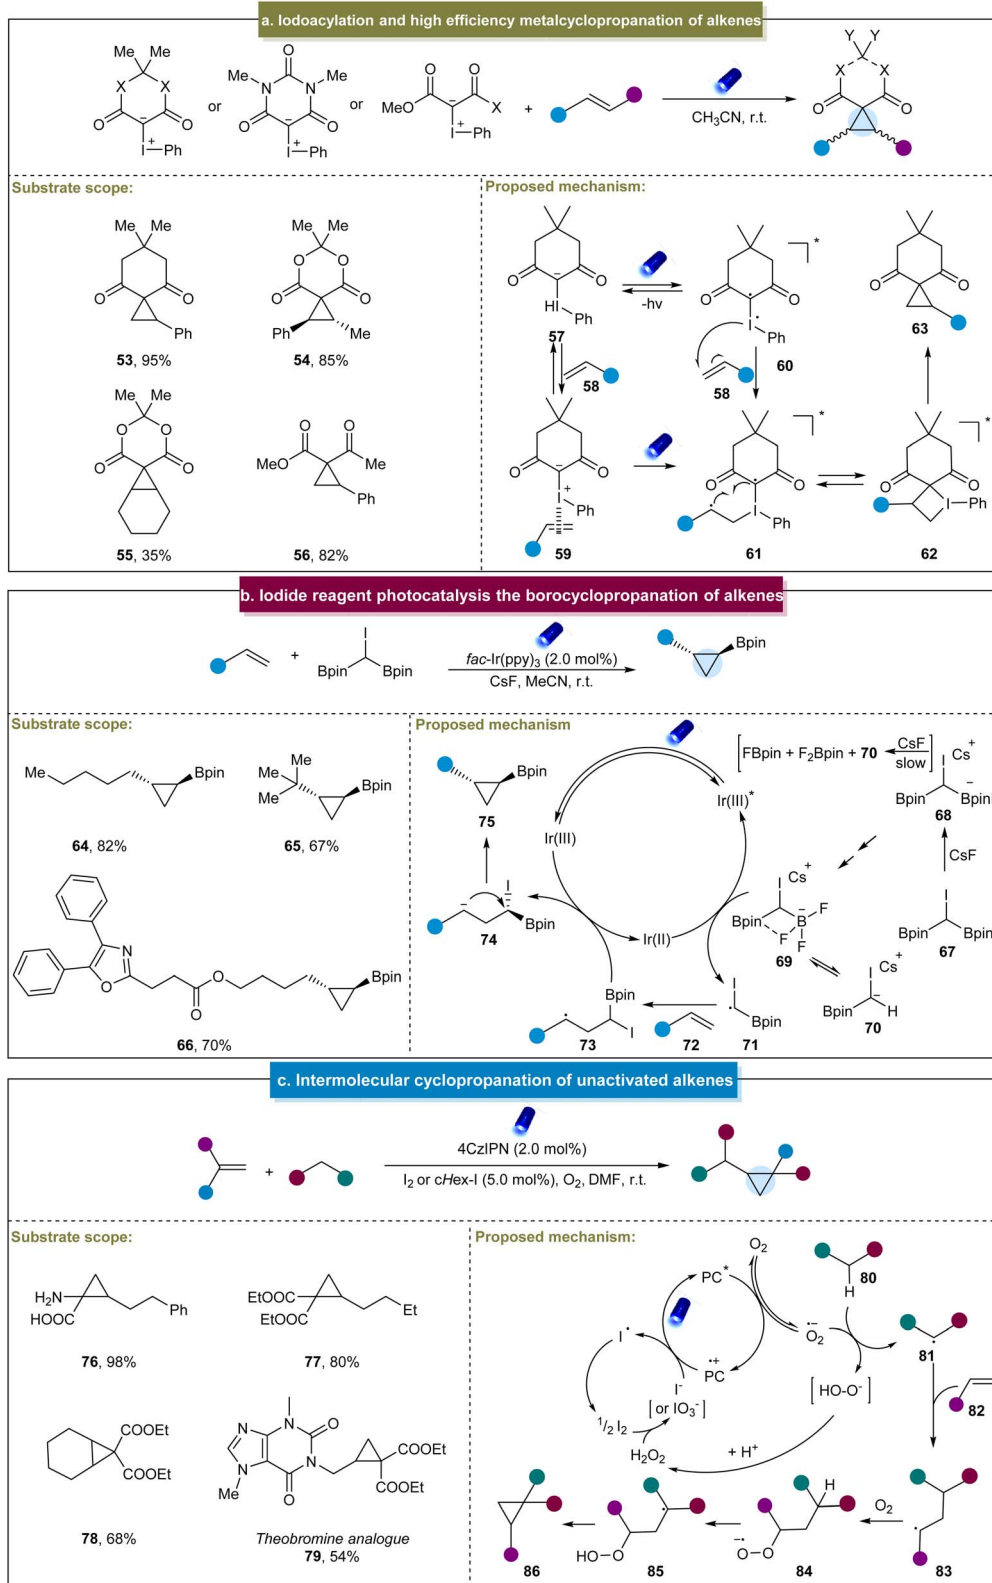 a. Iodoacylation and high efficiency metalcyclopropanation of alkenes
Me Me
X X
O O
I Ph
or
O
Me N N Me
O O
I Ph
or
O O
MeO X
I Ph
+
CH3CN, r.t.
Y Y
X X
O O
Substrate scope:
Me Me
O O
Ph
53, 95%
Me Me
O O
O O
Ph Me
54, 85%
Me Me
O O
O O
55, 35%
O O
MeO Me
Ph
56, 82%
Proposed mechanism:
O O
HI
Ph
57
-hv
O O
I
Ph
60
*
O O
63
58
58
O O
I
Ph
59
O O
I
Ph
61
*
O O
I Ph
62
*
b. Iodide reagent photocatalysis the borocyclopropanation of alkenes
+
I
Bpin Bpin
fac-Ir(ppy)3 (2.0 mol%)
CsF, MeCN, r.t.
Bpin
Substrate scope:
Me Bpin
64, 82%
Me
Me
Me
Bpin
65, 67%
N
O
O
O
Bpin
66, 70%
Proposed mechanism
Bpin
75
Ir(III)
Ir(III)*
Ir(II)
[FBpin + F2Bpin + 70 CsF slow]
I Cs+
Bpin Bpin
68
CsF
I
Bpin Bpin
67
I Cs+
Bpin B F
F F
69
I Cs+
Bpin H
70
I
Bpin
71
72
Bpin
I
73
I
Bpin
74
c. Intermolecular cyclopropanation of unactivated alkenes
+
4CzIPN (2.0 mol%)
I2 or cHex-I (5.0 mol%), O2, DMF, r.t.
Substrate scope:
H2N
HOOC
Ph
76, 98%
EtOOC
EtOOC
Et
77, 80%
COOEt
COOEt
78, 68%
N N O
N N
Me O
COOEt
COOEt
Theobromine analogue
79, 54%
Proposed mechanism:
O2
PC*
O2
PC
I
I-
[or IO3-]
1/2 I2
H2O2
+ H+
[HO-O-]
H
80
81
82
83
O2
H
O O
84
HO O
85
86